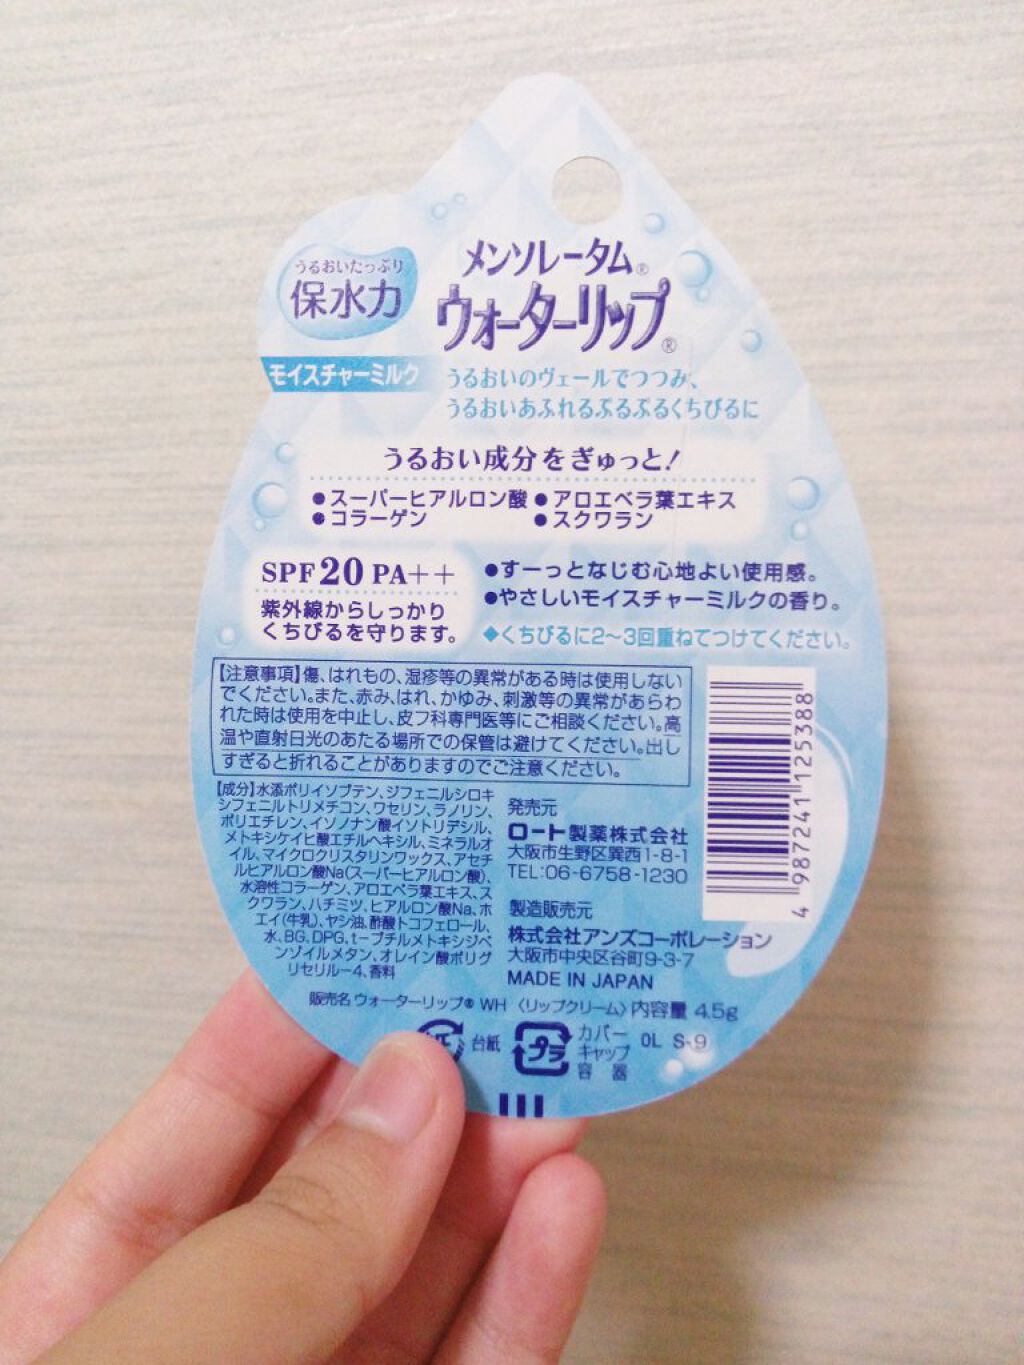 うるおいたっぷり
保水力
モイスチャーミルク
メンソレータム®
ウォーターリップ®
うるおいのヴェールでつつみ、
うるおいあふれるぷるぷるくちびるに
うるおい成分をぎゅっと!
●スーパーヒアルロン酸 ●アロエベラ葉エキス
●コラーゲン ●スクワラン
SPF20 PA++
紫外線からしっかり
くちびるを守ります。
●すーっとなじむ心地よい使用感。
●やさしいモイスチャーミルクの香り。
◆くちびるに2〜3回重ねてつけてください。
【注意事項】傷、はれもの、湿疹等の異常がある時は使用しない
でください。また、赤み、はれ、かゆみ、刺激等の異常があらわ
れた時は使用を中止し、皮フ科専門医等にご相談ください。高
温や直射日光のあたる場所での保管は避けてください。出し
すぎると折れることがありますのでご注意ください。
【成分】水添ポリイソブテン、ジフェニルシロキ
シフェニルトリメチコン、ワセリン、ラノリン、
ポリエチレン、イソノナン酸イソトリデシル、
メトキシケイヒ酸エチルヘキシル、ミネラルオ
イル、マイクロクリスタリンワックス、アセチ
ルヒアルロン酸Na(スーパーヒアルロン酸)、
水溶性コラーゲン、アロエベラ葉エキス、ス
クワラン、ハチミツ、ヒアルロン酸Na、ホ
エイ(牛乳)、ヤシ油、酢酸トコフェロール、
水、BG、DPG、t-ブチルメトキシジベ
ンゾイルメタン、オレイン酸ポリグ
リセリル-4、香料
発売元
ロート製薬株式会社
大阪市生野区巽西1-8-1
TEL:06-6758-1230
製造販売元
株式会社アンズコーポレーション
大阪市中央区谷町9-3-7
MADE IN JAPAN
4 987241 125388
販売名 ウォーターリップ® WH 〈リップクリーム〉内容量 4.5g
台紙
プラ
カバー
キャップ
容器
0L S-9